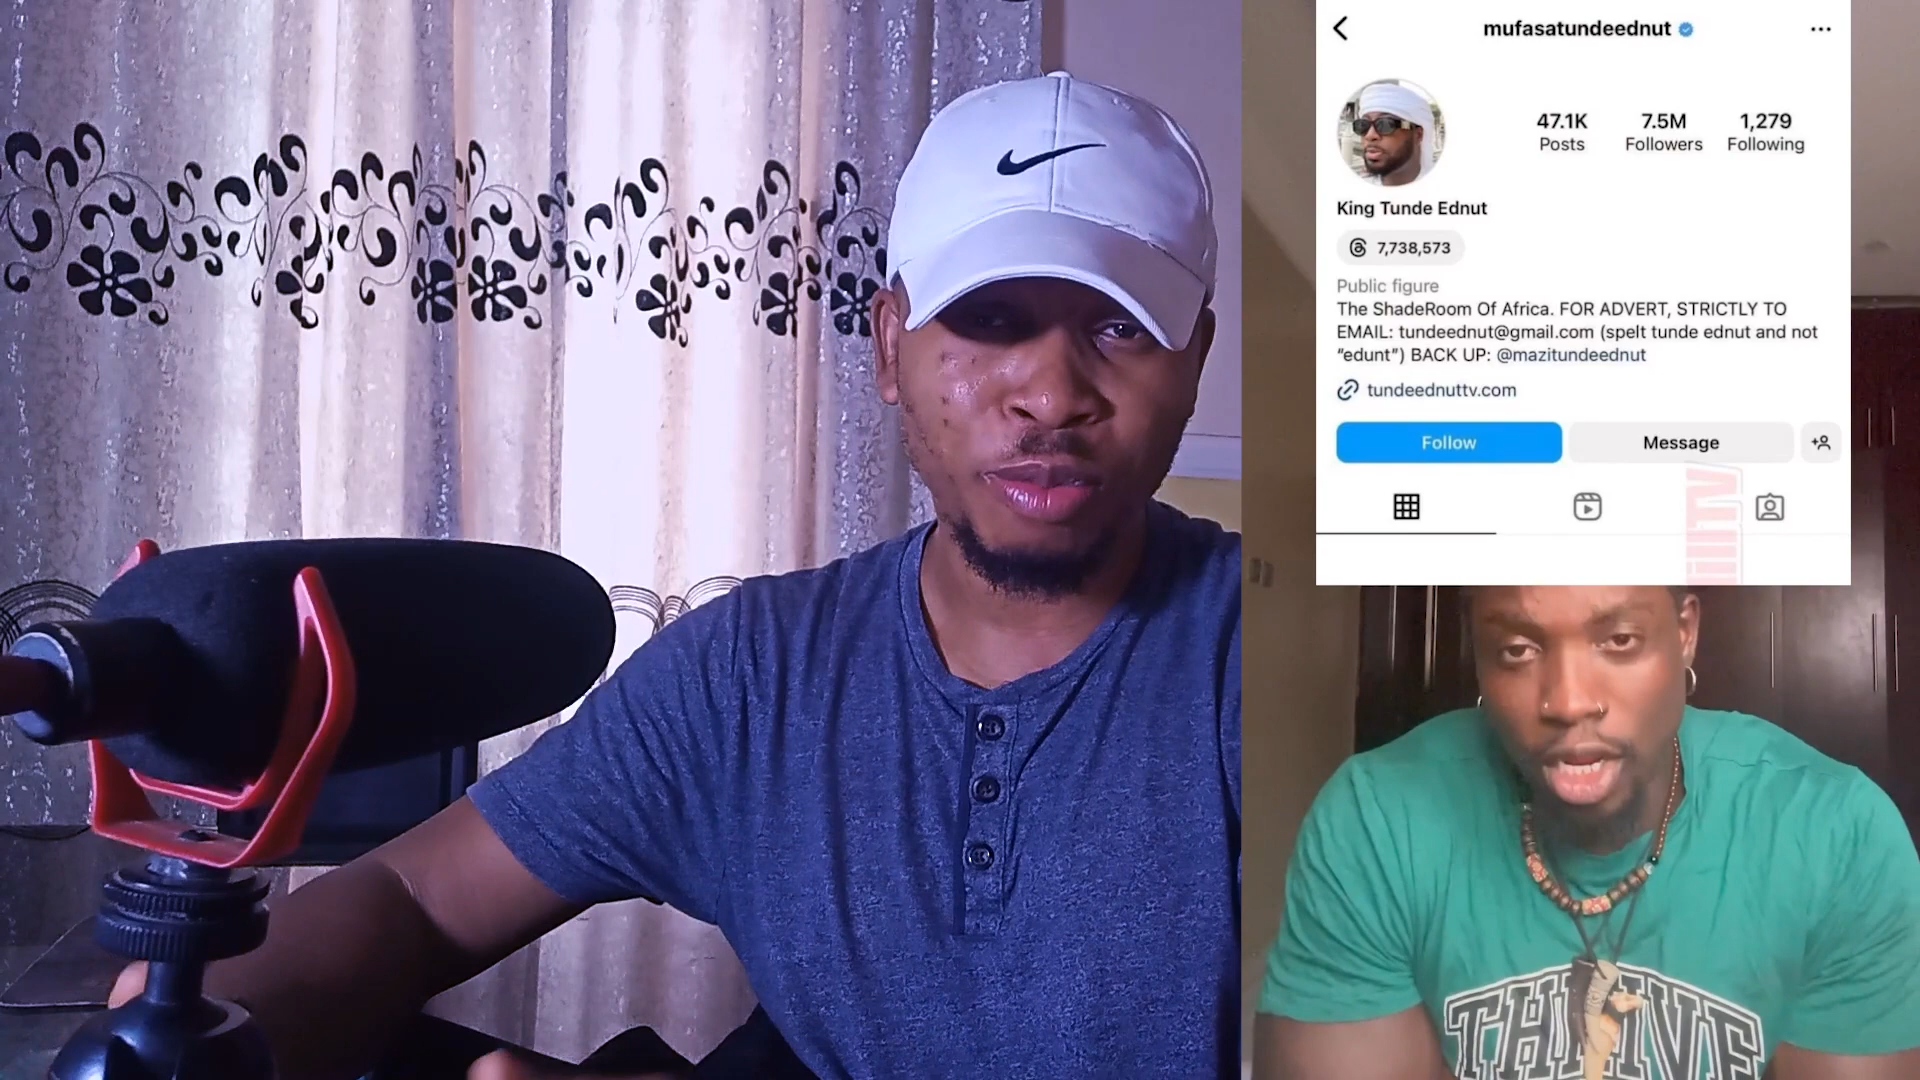 mufasatundeednut
47.1K
7.5M
1,279
Posts
Followers
Following
King Tunde Ednut
7,738,573
Public figure
The ShadeRoom Of Africa. FOR ADVERT, STRICTLY TO
EMAIL: tundeednut@gmail.com (spelt tunde ednut and not
“edunt”) BACK UP: @mazitundeednut
tundeednuttv.com
Follow
Message
THRIVE